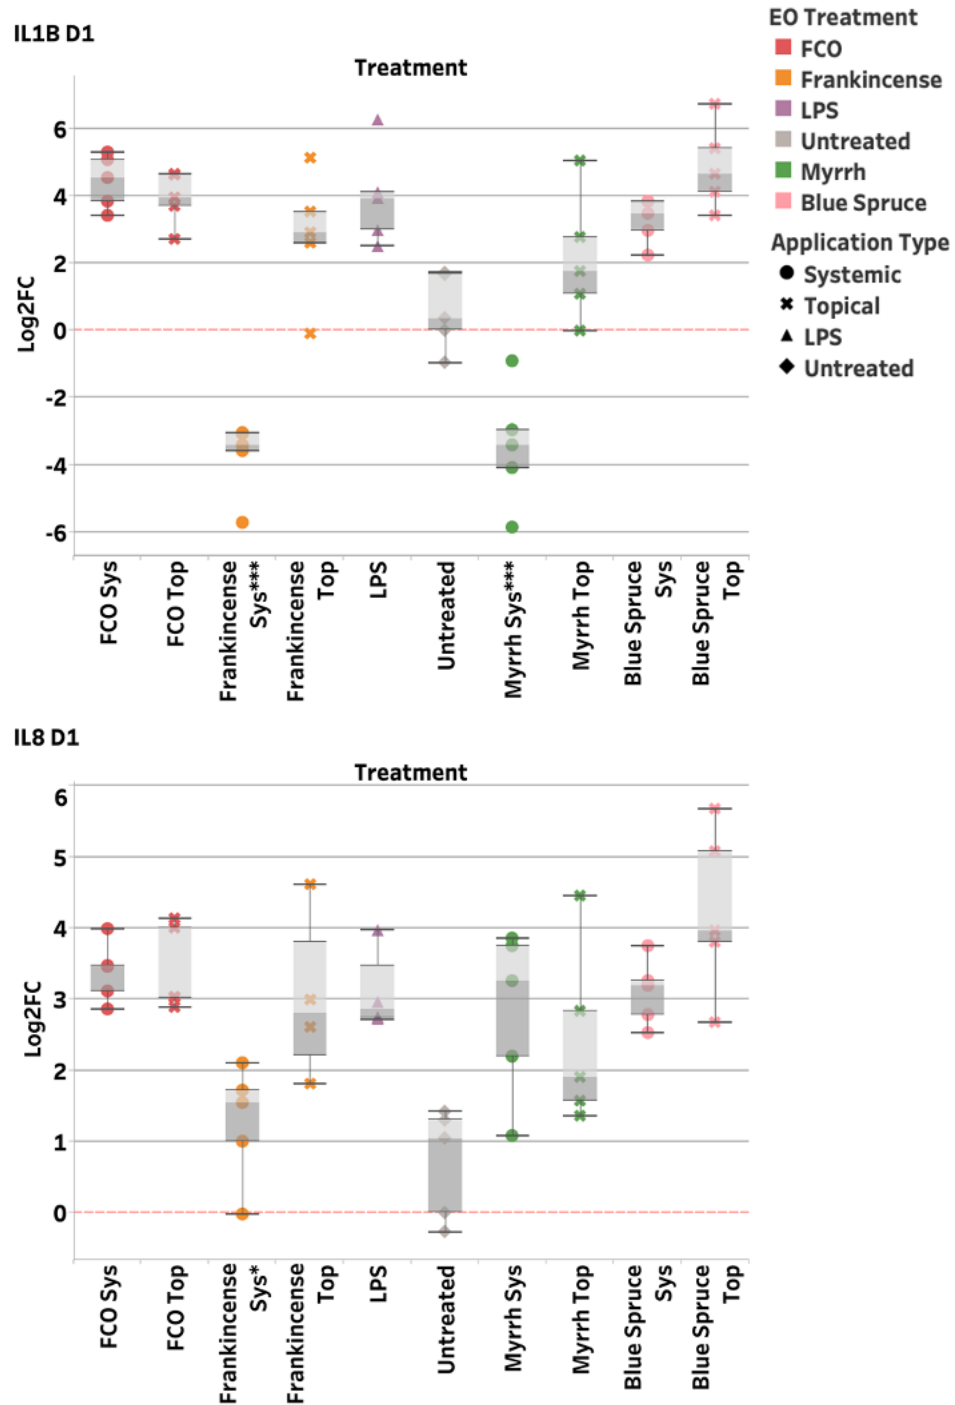 IL1B D1
Treatment
Log2FC
6
4
2
0
-2
-4
-6
FCO Sys
FCO Top
Frankincense
Sys***
Frankincense
Top
LPS
Untreated
Myrrh Sys***
Myrrh Top
Blue Spruce
Sys
Blue Spruce
Top
EO Treatment
FCO
Frankincense
LPS
Untreated
Myrrh
Blue Spruce
Application Type
Systemic
Topical
LPS
Untreated
IL8 D1
Treatment
Log2FC
6
5
4
3
2
1
0
FCO Sys
FCO Top
Frankincense
Sys*
Frankincense
Top
LPS
Untreated
Myrrh Sys
Myrrh Top
Blue Spruce
Sys
Blue Spruce
Top